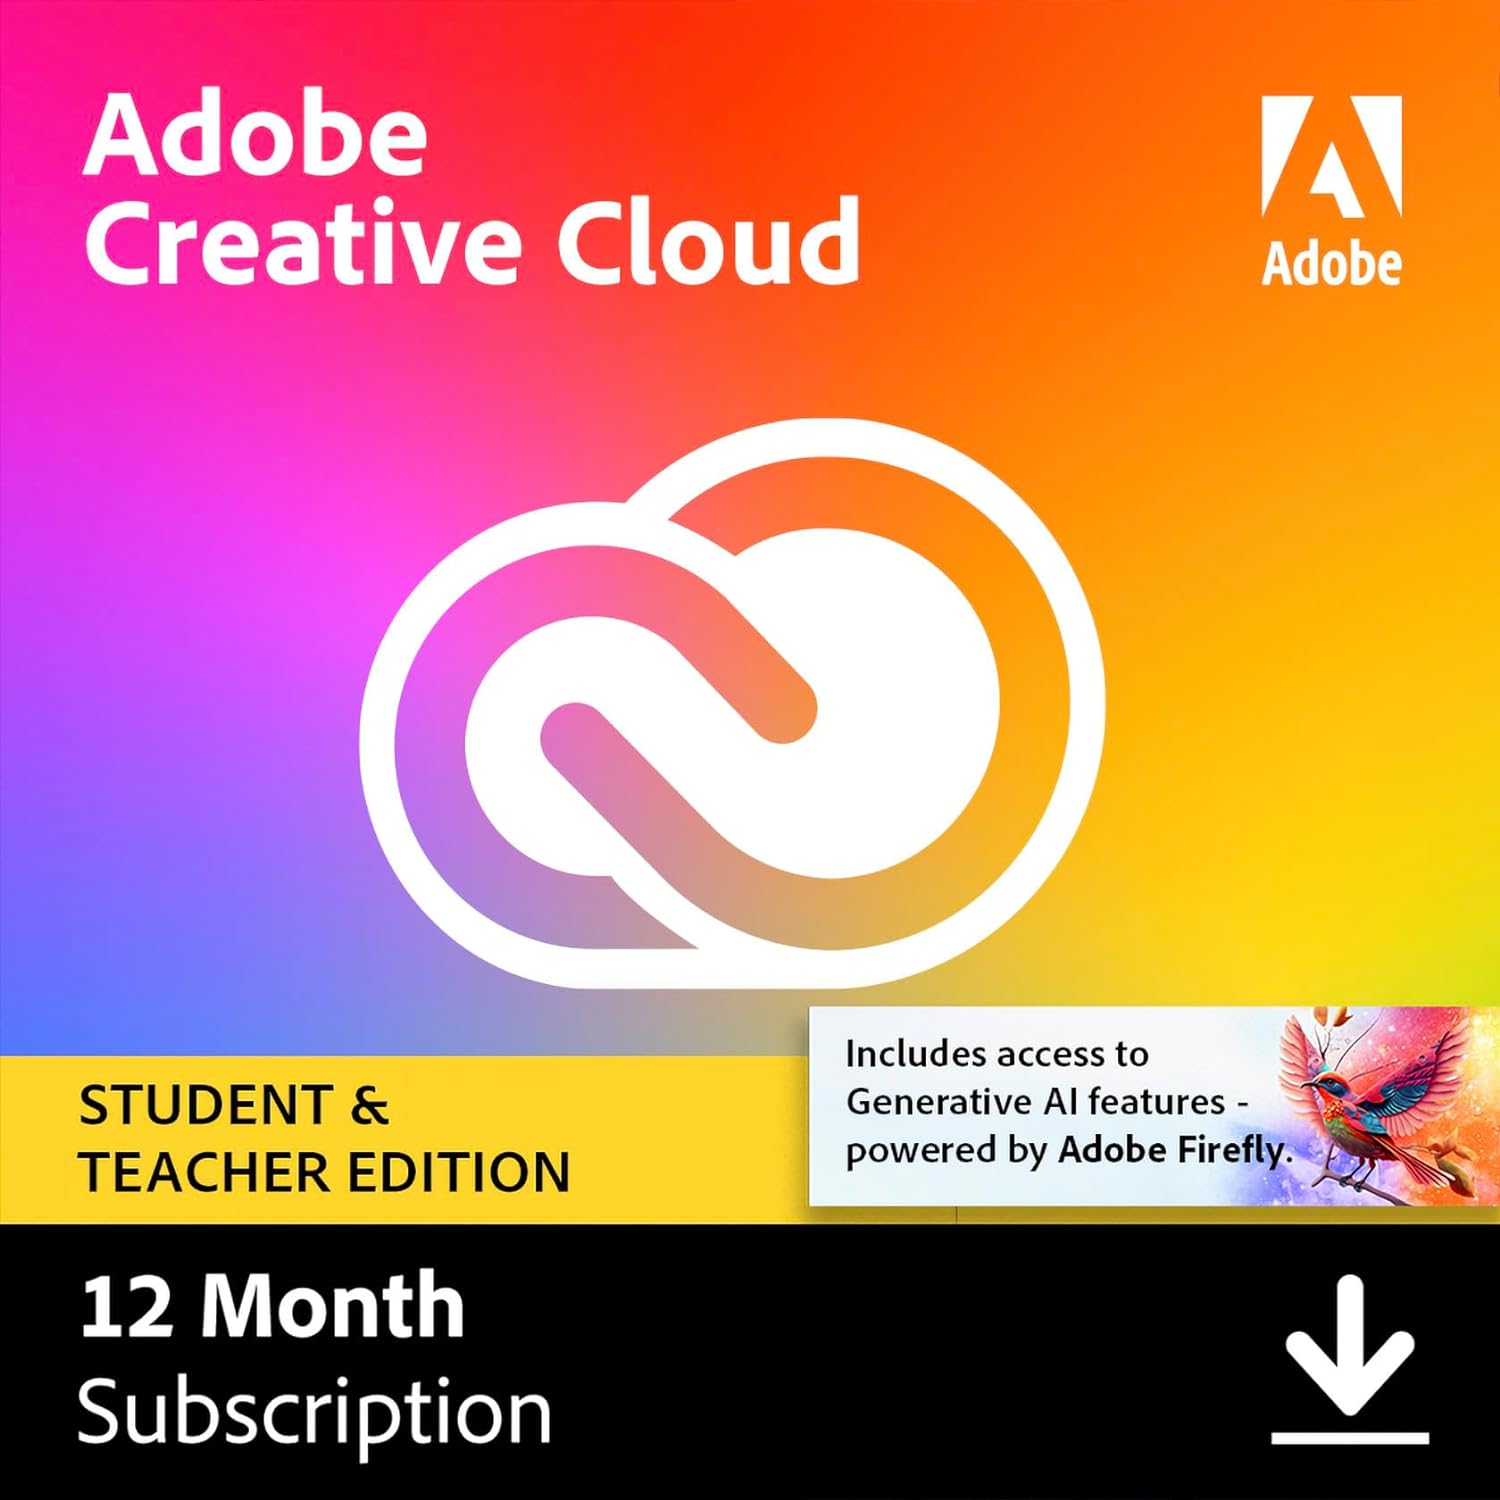 Adobe
Creative Cloud
Adobe
Includes access to
Generative AI features -
powered by Adobe Firefly.
STUDENT &
TEACHER EDITION
12 Month
Subscription